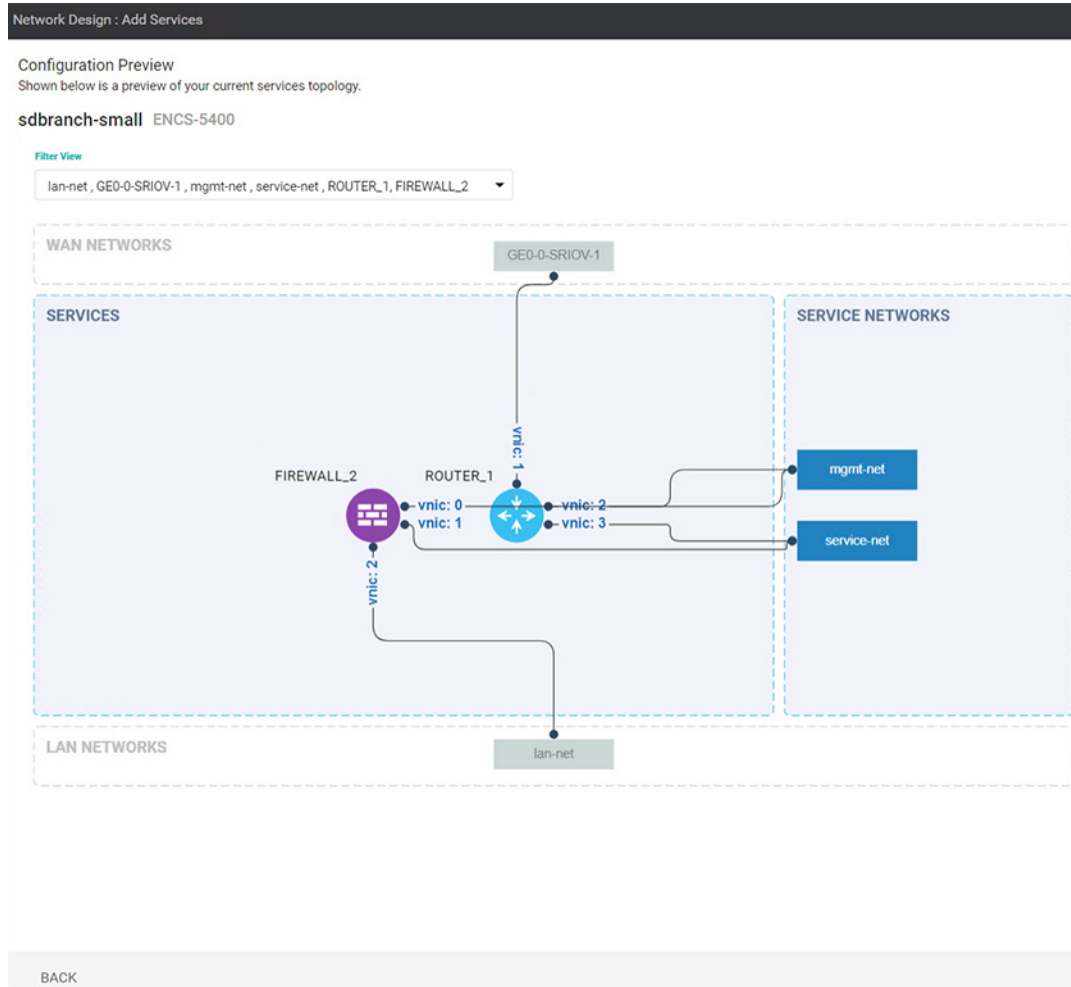 Network Design : Add Services
Configuration Preview
Shown below is a preview of your current services topology.
sdbranch-small ENCS-5400
Filter View
lan-net , GE0-0-SRIOV-1 , mgmt-net , service-net , ROUTER_1, FIREWALL_2
WAN NETWORKS
GE0-0-SRIOV-1
SERVICES
SERVICE NETWORKS
vnic: 1
FIREWALL_2
ROUTER_1
mgmt-net
vnic: 0
vnic: 2
vnic: 1
vnic: 3
service-net
vnic: 2
LAN NETWORKS
lan-net
BACK